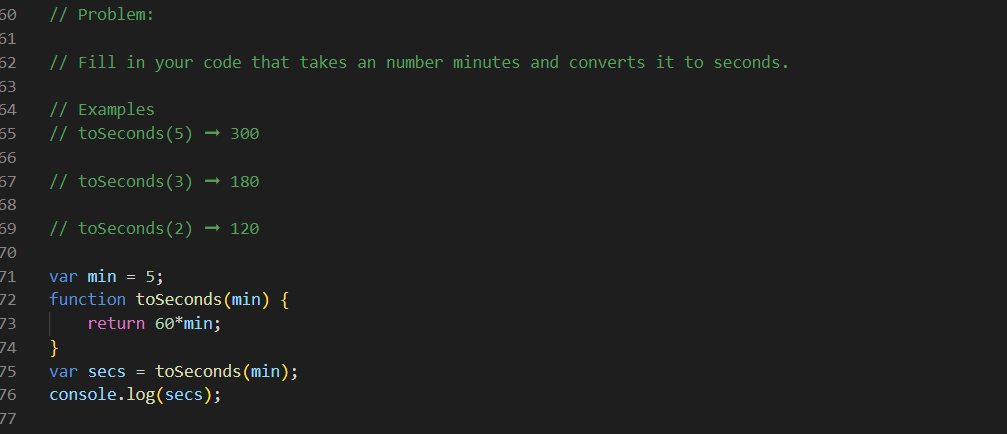 60 // Problem:
61
62 // Fill in your code that takes an number minutes and converts it to seconds.
63
64 // Examples
65 // toSeconds(5) ➞ 300
66
67 // toSeconds(3) ➞ 180
68
69 // toSeconds(2) ➞ 120
70
71 var min = 5;
72 function toSeconds(min) {
73     return 60*min;
74 }
75 var secs = toSeconds(min);
76 console.log(secs);
77